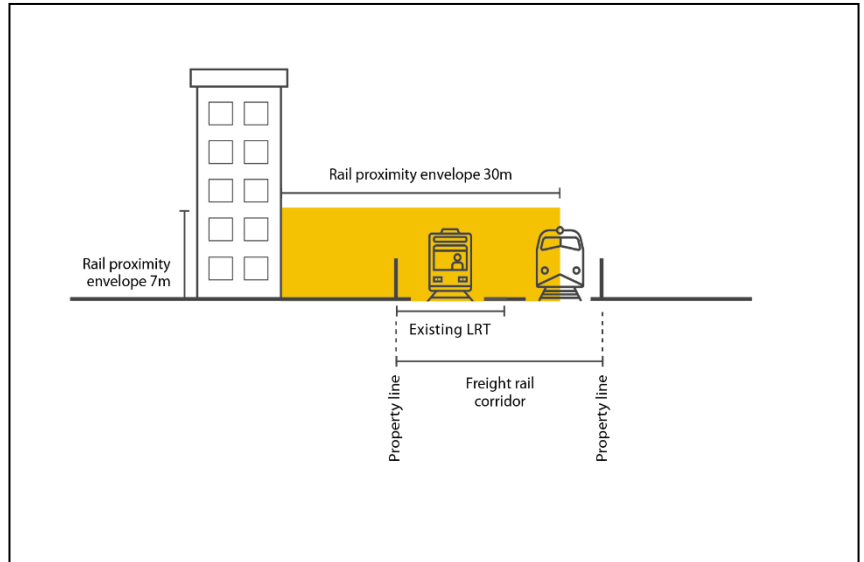 Rail proximity envelope 30m
Rail proximity
envelope 7m
Existing LRT
Freight rail
corridor
Property line
Property line